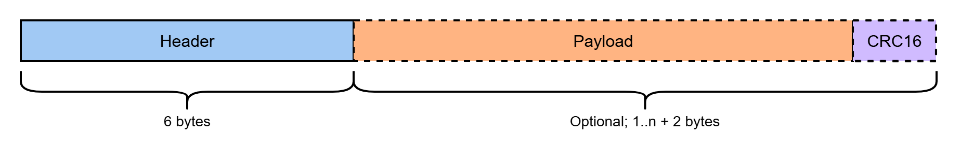 Header
Payload
CRC16
6 bytes
Optional; 1..n + 2 bytes